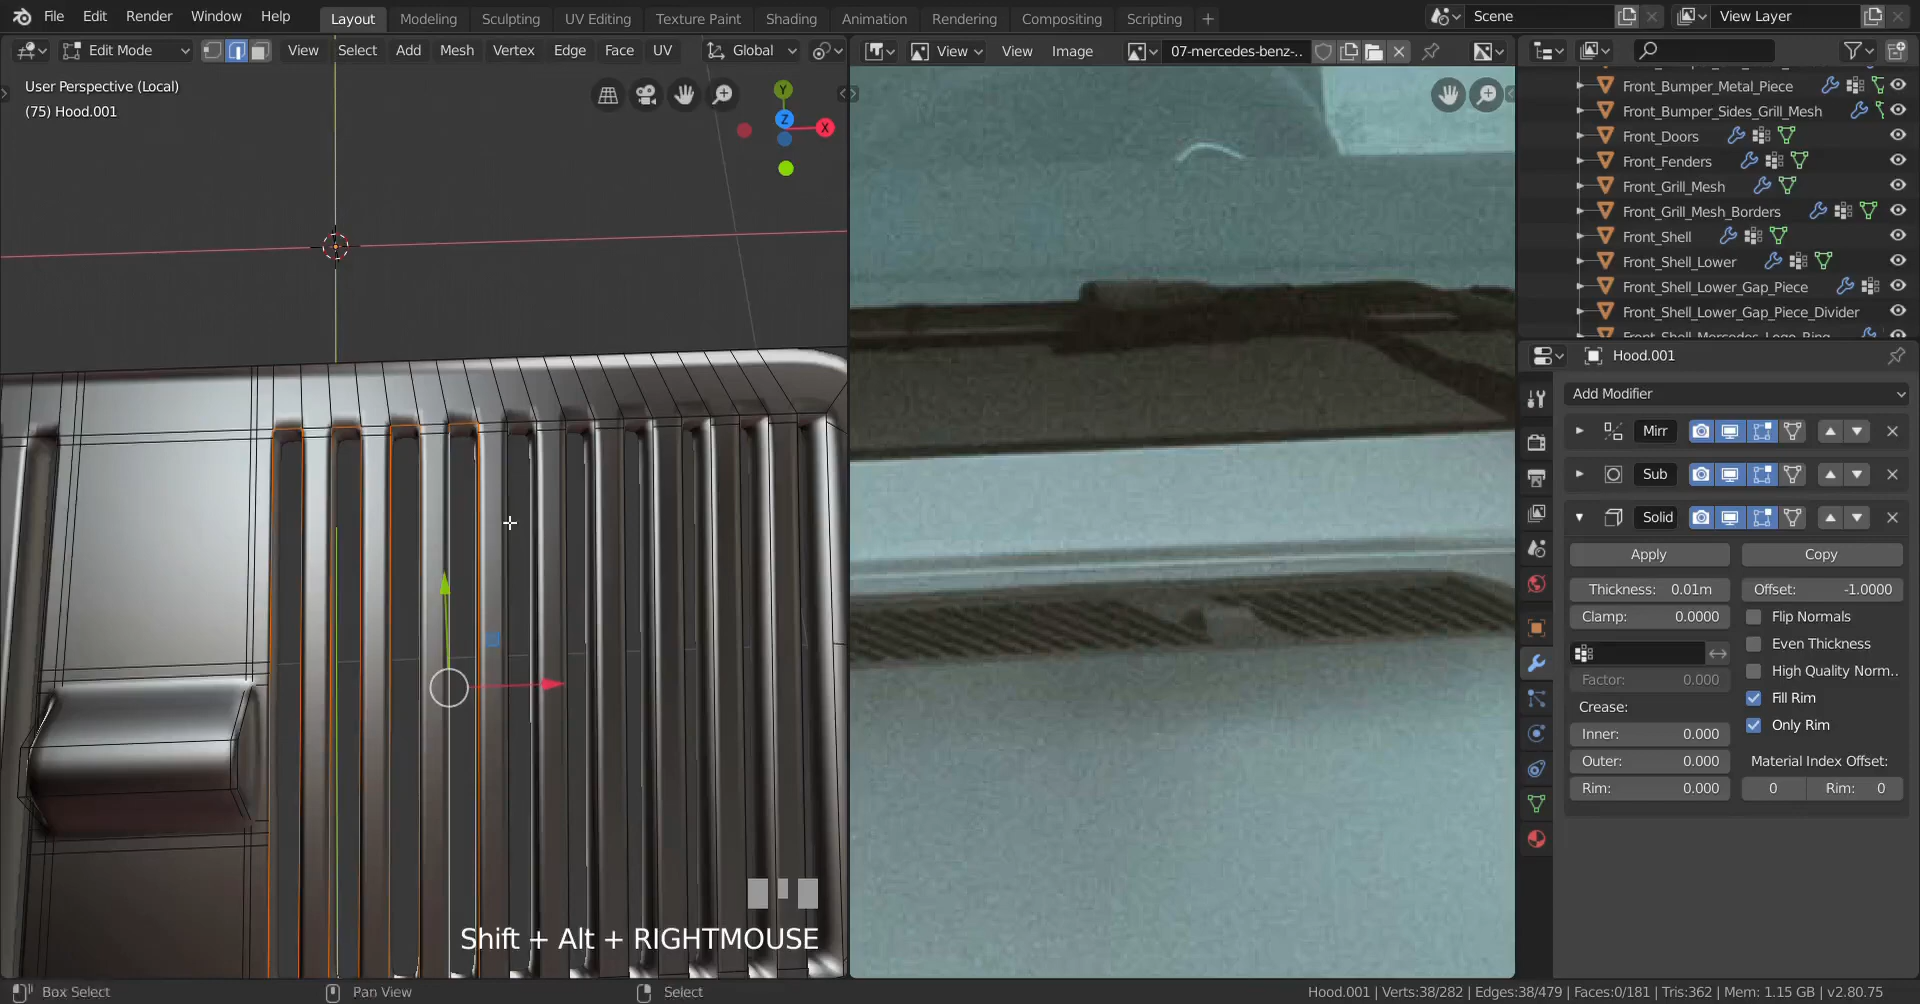 File Edit Render Window Help Layout Modeling Sculpting UV Editing Texture Paint Shading Animation Rendering Compositing Scripting + Scene View Layer
Edit Mode View Select Add Mesh Vertex Edge Face UV Global View View Image 07-mercedes-benz-..
User Perspective (Local)
(75) Hood.001
Y
Z
X
Front_Bumper_Metal_Piece
Front_Bumper_Sides_Grill_Mesh
Front_Doors
Front_Fenders
Front_Grill_Mesh
Front_Grill_Mesh_Borders
Front_Shell
Front_Shell_Lower
Front_Shell_Lower_Gap_Piece
Front_Shell_Lower_Gap_Piece_Divider
Front_Shell_Mercedes_Logo_Ring
Hood.001
Add Modifier
Mirr
Sub
Solid
Apply Copy
Thickness: 0.01m Offset: -1.0000
Clamp: 0.0000 Flip Normals
Even Thickness
High Quality Norm..
Factor: 0.000 Fill Rim
Crease: Only Rim
Inner: 0.000
Outer: 0.000 Material Index Offset:
Rim: 0.000 0 Rim: 0
Shift + Alt + RIGHTMOUSE
Box Select Pan View Select Hood.001 | Verts:38/282 | Edges:38/479 | Faces:0/181 | Tris:362 | Mem: 1.15 GB | v2.80.75